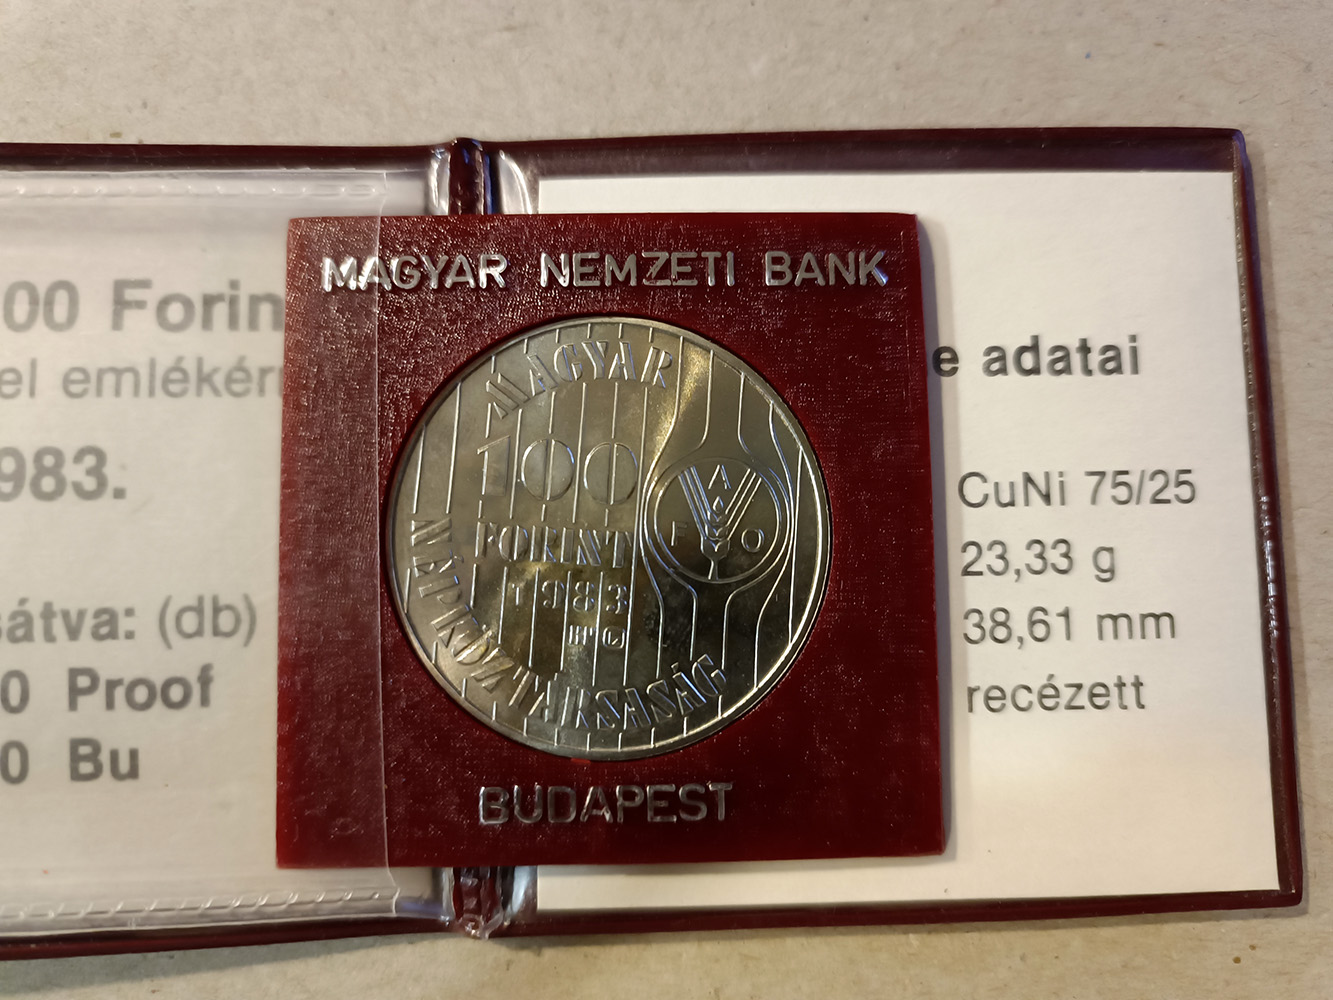 00 Forin
el emlékér
983.
sátva: (db)
0 Proof
0 Bu
MAGYAR NEMZETI BANK
MAGYAR
100
FORINT
1983
BP
NÉPKÖZTÁRSASÁG
F A O
BUDAPEST
e adatai
CuNi 75/25
23,33 g
38,61 mm
recézett